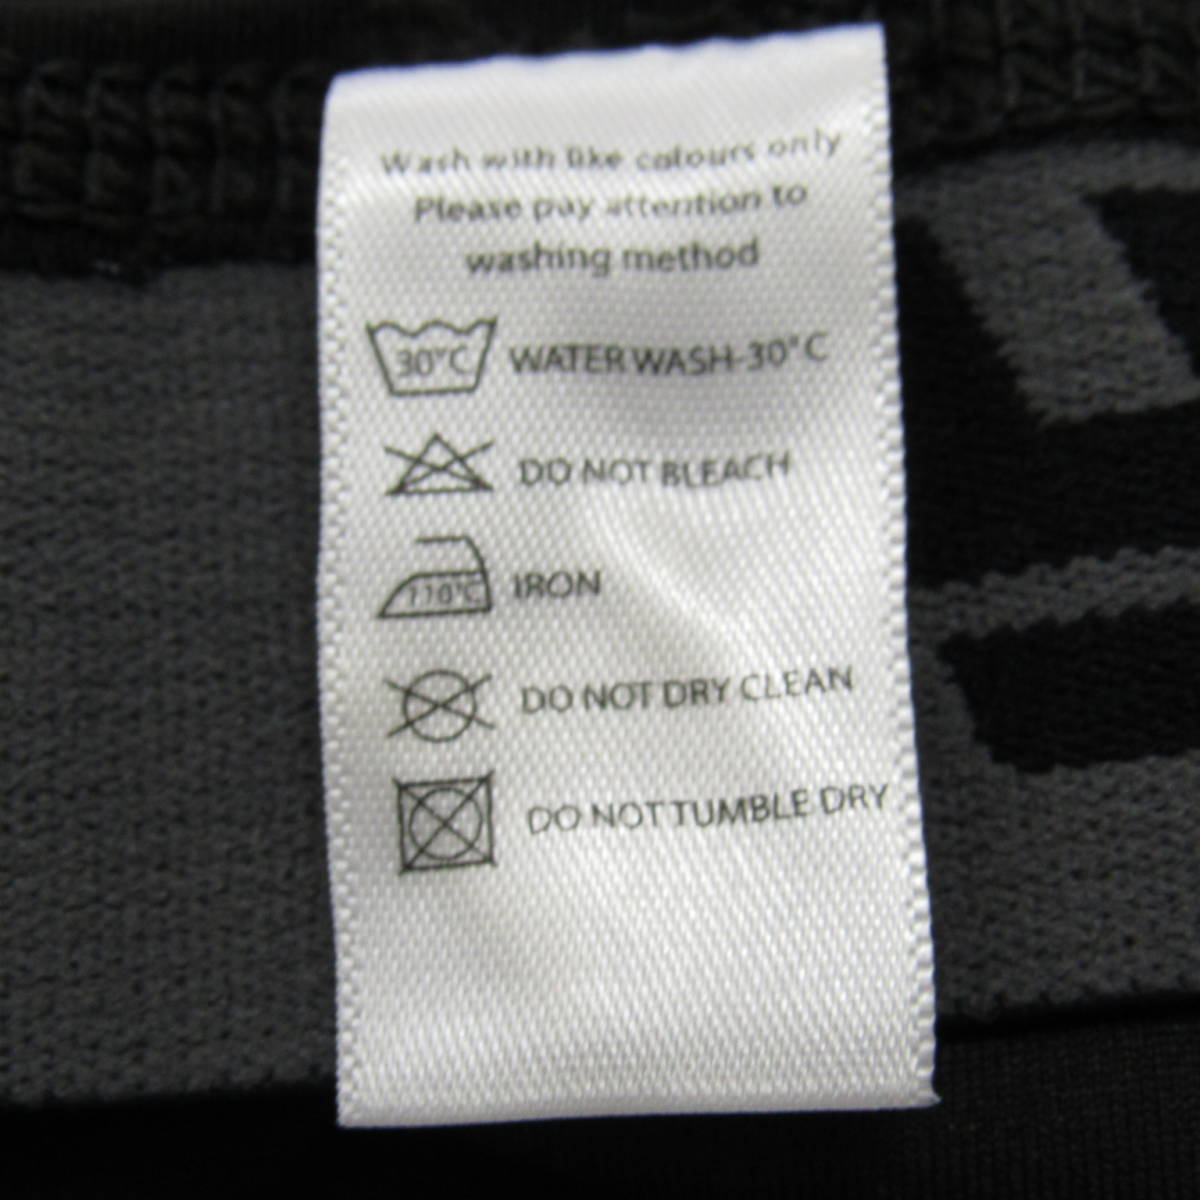 Wash with like colours only
Please pay attention to
washing method
30°C WATER WASH-30°C
DO NOT BLEACH
110°C IRON
DO NOT DRY CLEAN
DO NOT TUMBLE DRY